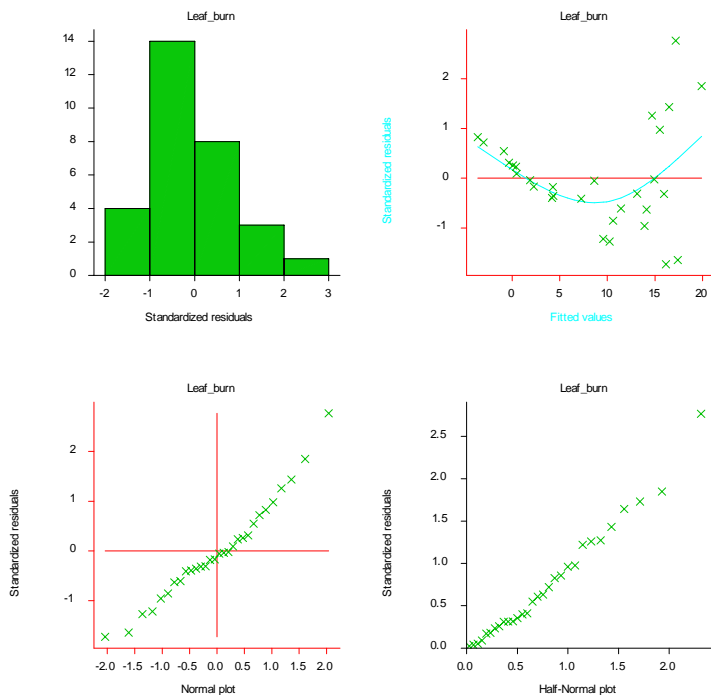 Leaf_burn
14
12
10
8
6
4
2
0
-2 -1 0 1 2 3
Standardized residuals
Leaf_burn
Standardized residuals
2
1
0
-1
0 5 10 15 20
Fitted values
Leaf_burn
Standardized residuals
2
1
0
-1
-2.0 -1.5 -1.0 -0.5 0.0 0.5 1.0 1.5 2.0
Normal plot
Leaf_burn
Standardized residuals
2.5
2.0
1.5
1.0
0.5
0.0
0.0 0.5 1.0 1.5 2.0
Half-Normal plot